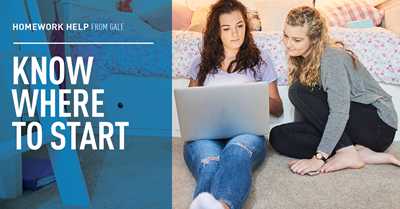 HOMEWORK HELP FROM GALE
KNOW
WHERE
TO START